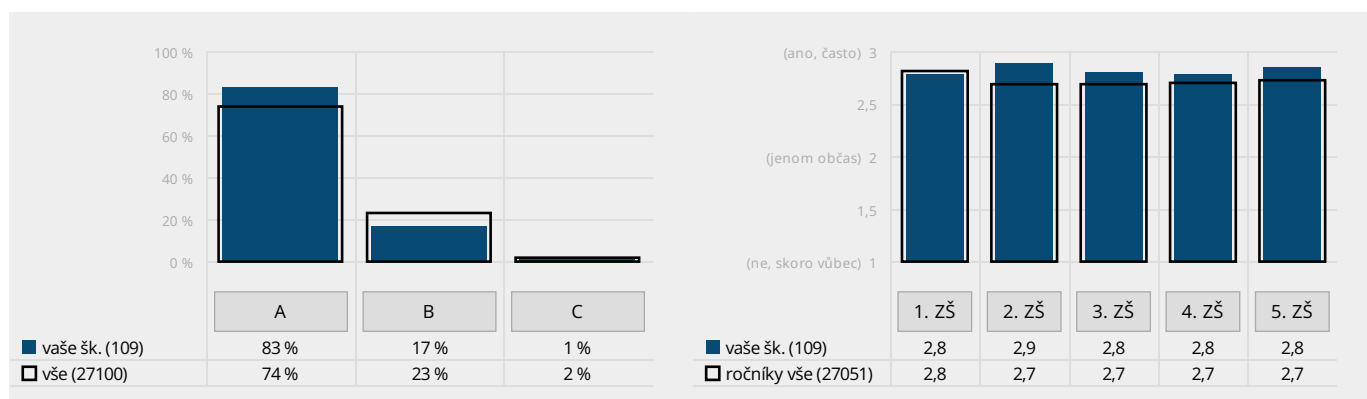 100 %
80 %
60 %
40 %
20 %
0 %
A B C
vaše šk. (109) 83 % 17 % 1 %
vše (27100) 74 % 23 % 2 %
(ano, často) 3
2,5
(jenom občas) 2
1,5
(ne, skoro vůbec) 1
1. ZŠ 2. ZŠ 3. ZŠ 4. ZŠ 5. ZŠ
vaše šk. (109) 2,8 2,9 2,8 2,8 2,8
ročníky vše (27051) 2,8 2,7 2,7 2,7 2,7